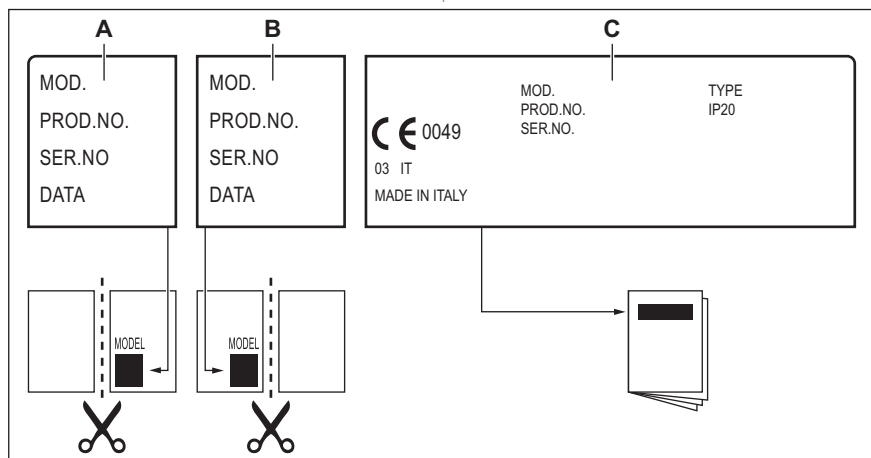 A
B
C
MOD.
PROD.NO.
SER.NO
DATA
MOD.
PROD.NO.
SER.NO
DATA
MOD.
PROD.NO.
SER.NO.
TYPE
IP20
CE 0049
03 IT
MADE IN ITALY
MODEL
MODEL